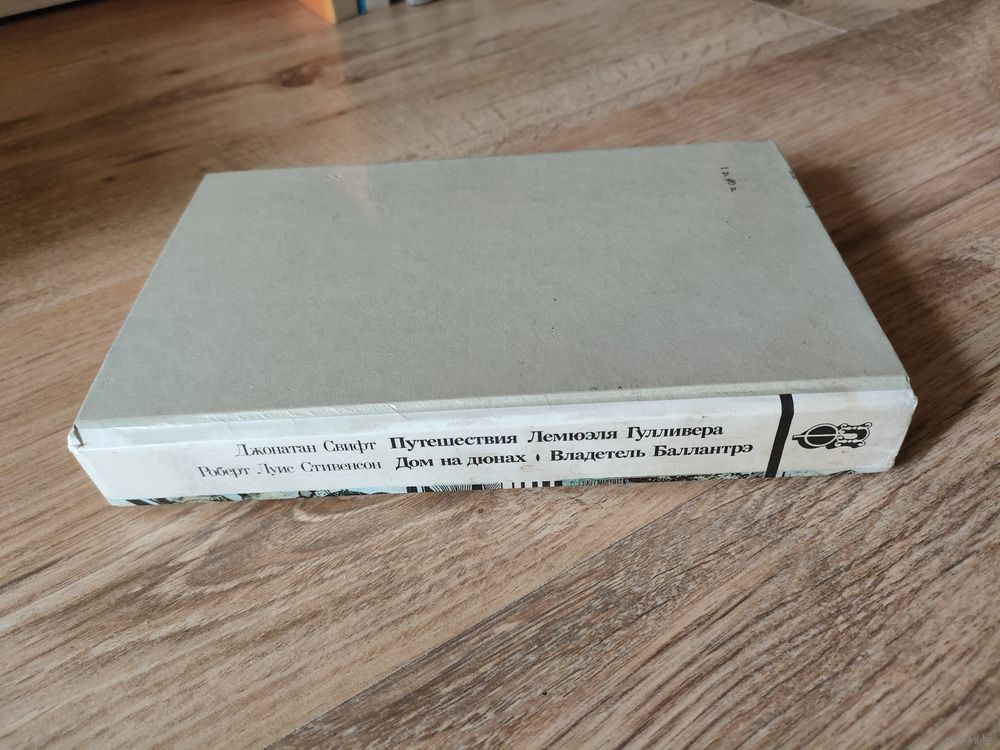 Джонатан Свифт Путешествия Лемюэля Гулливера
Роберт Луис Стивенсон Дом на дюнах ♦ Владетель Баллантрэ